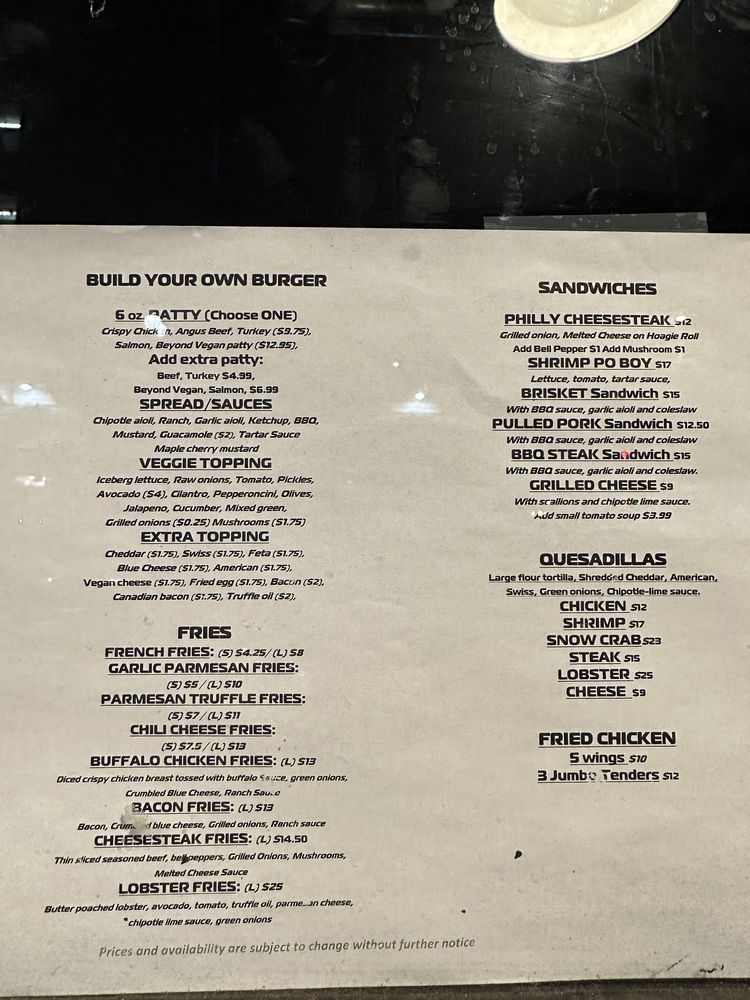 BUILD YOUR OWN BURGER
6 oz. PATTY (Choose ONE)
Crispy Chicken, Angus Beef, Turkey ($9.75),
Salmon, Beyond Vegan patty ($12.95),
Add extra patty:
Beef, Turkey $4.99,
Beyond Vegan, Salmon, $6.99
SPREAD/SAUCES
Chipotle aioli, Ranch, Garlic aioli, Ketchup, BBQ,
Mustard, Guacamole ($2), Tartar Sauce
Maple cherry mustard
VEGGIE TOPPING
Iceberg lettuce, Raw onions, Tomato, Pickles,
Avocado ($4), Cilantro, Pepperoncini, Olives,
Jalapeno, Cucumber, Mixed green,
Grilled onions ($0.25) Mushrooms ($1.75)
EXTRA TOPPING
Cheddar ($1.75), Swiss ($1.75), Feta ($1.75),
Blue Cheese ($1.75), American ($1.75),
Vegan cheese ($1.75), Fried egg ($1.75), Bacon ($2),
Canadian bacon ($1.75), Truffle oil ($2),
FRIES
FRENCH FRIES: (S) $4.25/ (L) $8
GARLIC PARMESAN FRIES:
(S) $5 / (L) $10
PARMESAN TRUFFLE FRIES:
(S) $7 / (L) $11
CHILI CHEESE FRIES:
(S) $7.5 / (L) $13
BUFFALO CHICKEN FRIES: (L) $13
Diced crispy chicken breast tossed with buffalo Sauce, green onions,
Crumbled Blue Cheese, Ranch Sauce
BACON FRIES: (L) $13
Bacon, Crumbled blue cheese, Grilled onions, Ranch sauce
CHEESESTEAK FRIES: (L) $14.50
Thin sliced seasoned beef, bell peppers, Grilled Onions, Mushrooms,
Melted Cheese Sauce
LOBSTER FRIES: (L) $25
Butter poached lobster, avocado, tomato, truffle oil, parmesan cheese,
chipotle lime sauce, green onions
Prices and availability are subject to change without further notice
SANDWICHES
PHILLY CHEESESTEAK $12
Grilled onion, Melted Cheese on Hoagie Roll
Add Bell Pepper $1 Add Mushroom $1
SHRIMP PO BOY $17
Lettuce, tomato, tartar sauce,
BRISKET Sandwich $15
With BBQ sauce, garlic aioli and coleslaw
PULLED PORK Sandwich $12.50
With BBQ sauce, garlic aioli and coleslaw
BBQ STEAK Sandwich $15
With BBQ sauce, garlic aioli and coleslaw.
GRILLED CHEESE $9
With scallions and chipotle lime sauce.
Add small tomato soup $3.99
QUESADILLAS
Large flour tortilla, Shredded Cheddar, American,
Swiss, Green onions, Chipotle-lime sauce.
CHICKEN $12
SHRIMP $17
SNOW CRAB $23
STEAK $15
LOBSTER $25
CHEESE $9
FRIED CHICKEN
5 wings $10
3 Jumbo Tenders $12